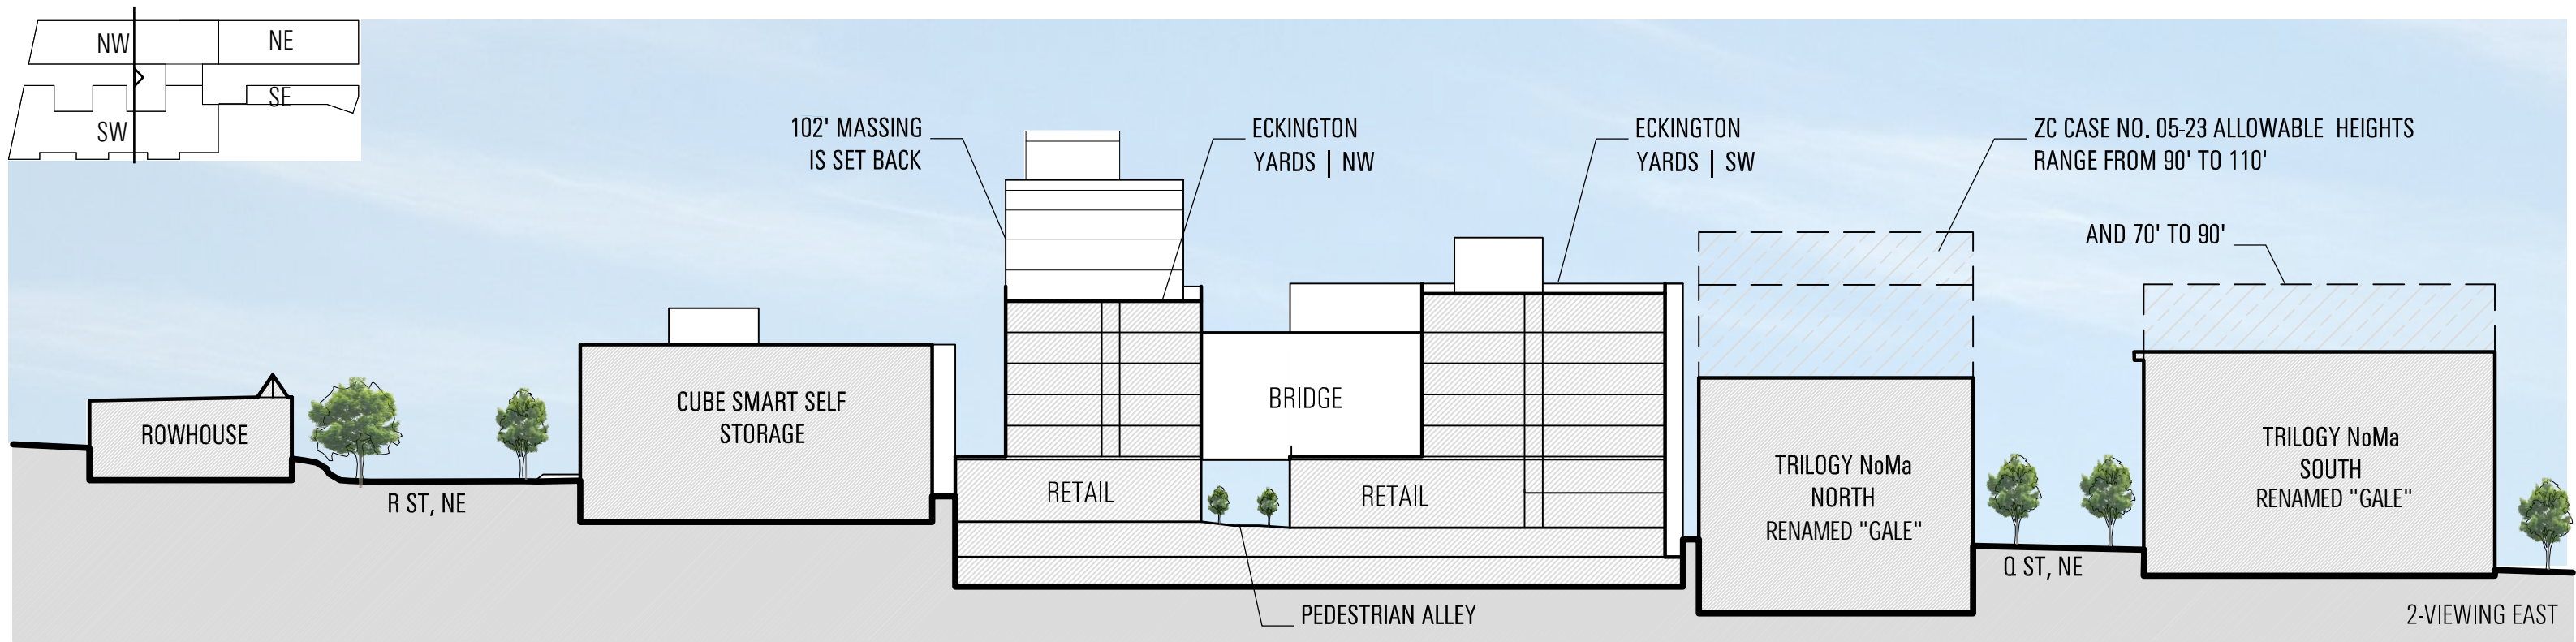 NW
NE
SE
SW
102' MASSING
IS SET BACK
ECKINGTON
YARDS | NW
ECKINGTON
YARDS | SW
ZC CASE NO. 05-23 ALLOWABLE HEIGHTS
RANGE FROM 90' TO 110'
AND 70' TO 90'
ROWHOUSE
R ST, NE
CUBE SMART SELF
STORAGE
BRIDGE
RETAIL
RETAIL
PEDESTRIAN ALLEY
TRILOGY NoMa
NORTH
RENAMED "GALE"
Q ST, NE
TRILOGY NoMa
SOUTH
RENAMED "GALE"
2-VIEWING EAST